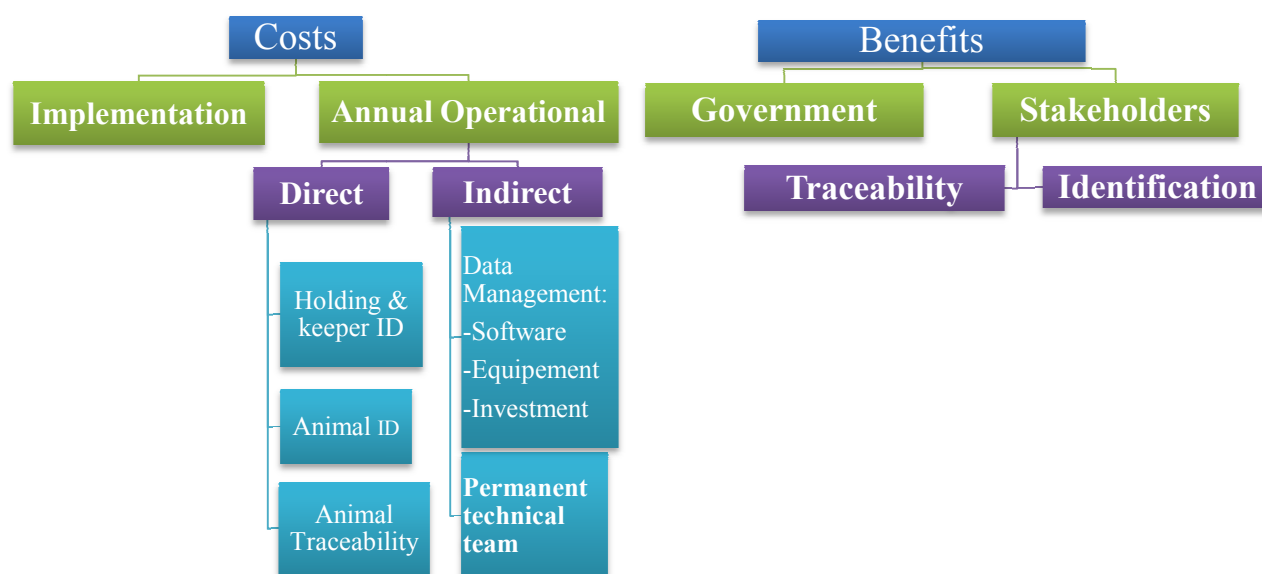 Costs
Implementation
Annual Operational
Direct
Indirect
Holding &
keeper ID
Animal ID
Animal
Traceability
Data
Management:
-Software
-Equipement
-Investment
Permanent
technical
team
Benefits
Government
Stakeholders
Traceability
Identification